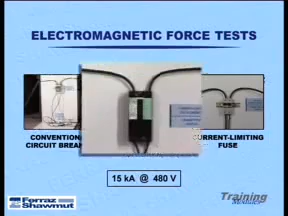 ELECTROMAGNETIC FORCE TESTS
CONVENTION
CIRCUIT BREAK
CURRENT-LIMITING
FUSE
15 kA @ 480 V
Ferraz
Shawmut
Training